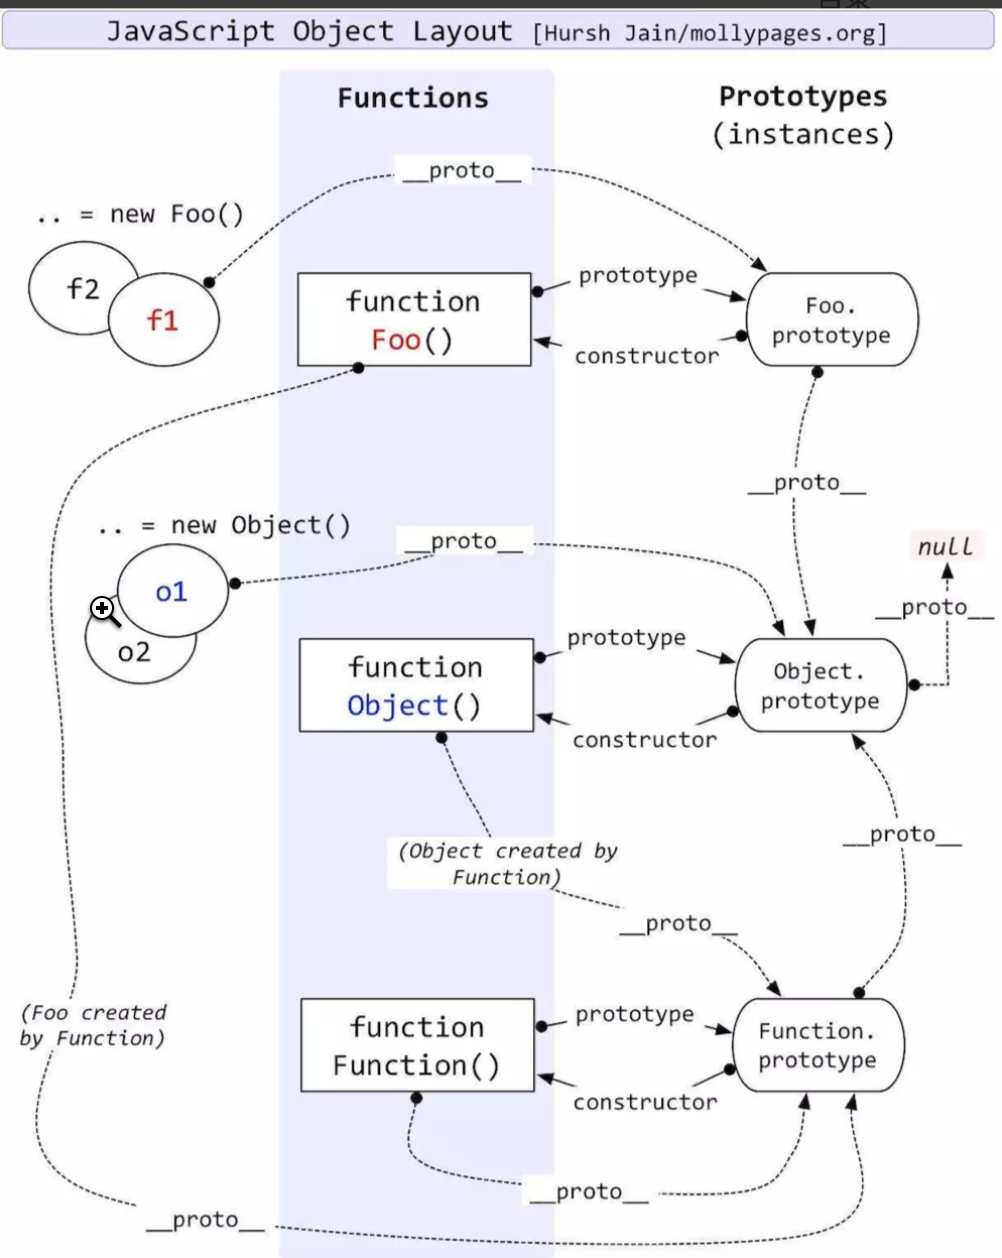 目录
JavaScript Object Layout [Hursh Jain/mollypages.org]
Functions
Prototypes
(instances)
__proto__
.. = new Foo()
f2
f1
function
Foo()
prototype
constructor
Foo.
prototype
__proto__
.. = new Object()
__proto__
null
__proto__
o1
o2
function
Object()
prototype
constructor
Object.
prototype
__proto__
(Object created by
Function)
__proto__
(Foo created
by Function)
function
Function()
prototype
constructor
Function.
prototype
__proto__
__proto__